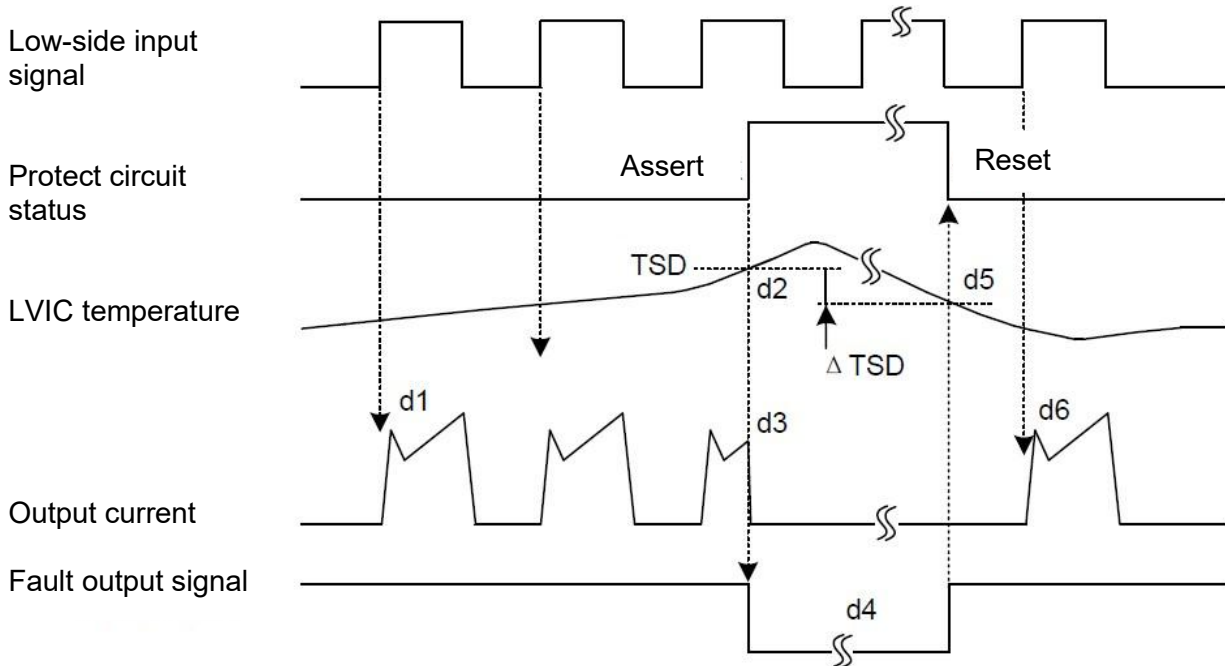 Low-side input
signal
Assert
Reset
Protect circuit
status
TSD
d2
d5
LVIC temperature
Δ TSD
d1
d3
d6
Output current
Fault output signal
d4